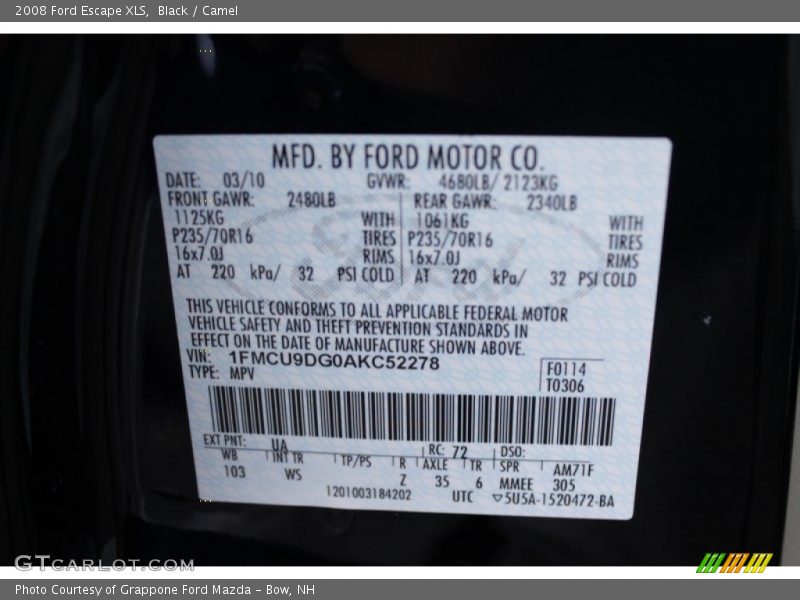 2008 Ford Escape XLS, Black / Camel
MFD. BY FORD MOTOR CO.
DATE: 03/10 GVWR: 4680LB/ 2123KG
FRONT GAWR: 2480LB REAR GAWR: 2340LB
1125KG WITH 1061KG WITH
P235/70R16 TIRES P235/70R16 TIRES
16x7.0J RIMS 16x7.0J RIMS
AT 220 kPa/ 32 PSI COLD AT 220 kPa/ 32 PSI COLD
THIS VEHICLE CONFORMS TO ALL APPLICABLE FEDERAL MOTOR
VEHICLE SAFETY AND THEFT PREVENTION STANDARDS IN
EFFECT ON THE DATE OF MANUFACTURE SHOWN ABOVE.
VIN: 1FMCU9DG0AKC52278 F0114
TYPE: MPV T0306
EXT PNT: UA RC: 72 DSO:
WB INT TR TP/PS R AXLE TR SPR AM71F
103 WS Z 35 6 MMEE 305
1201003184202 UTC ▽5U5A-1520472-BA
Ford
GTCARLOT.COM
Photo Courtesy of Grappone Ford Mazda – Bow, NH